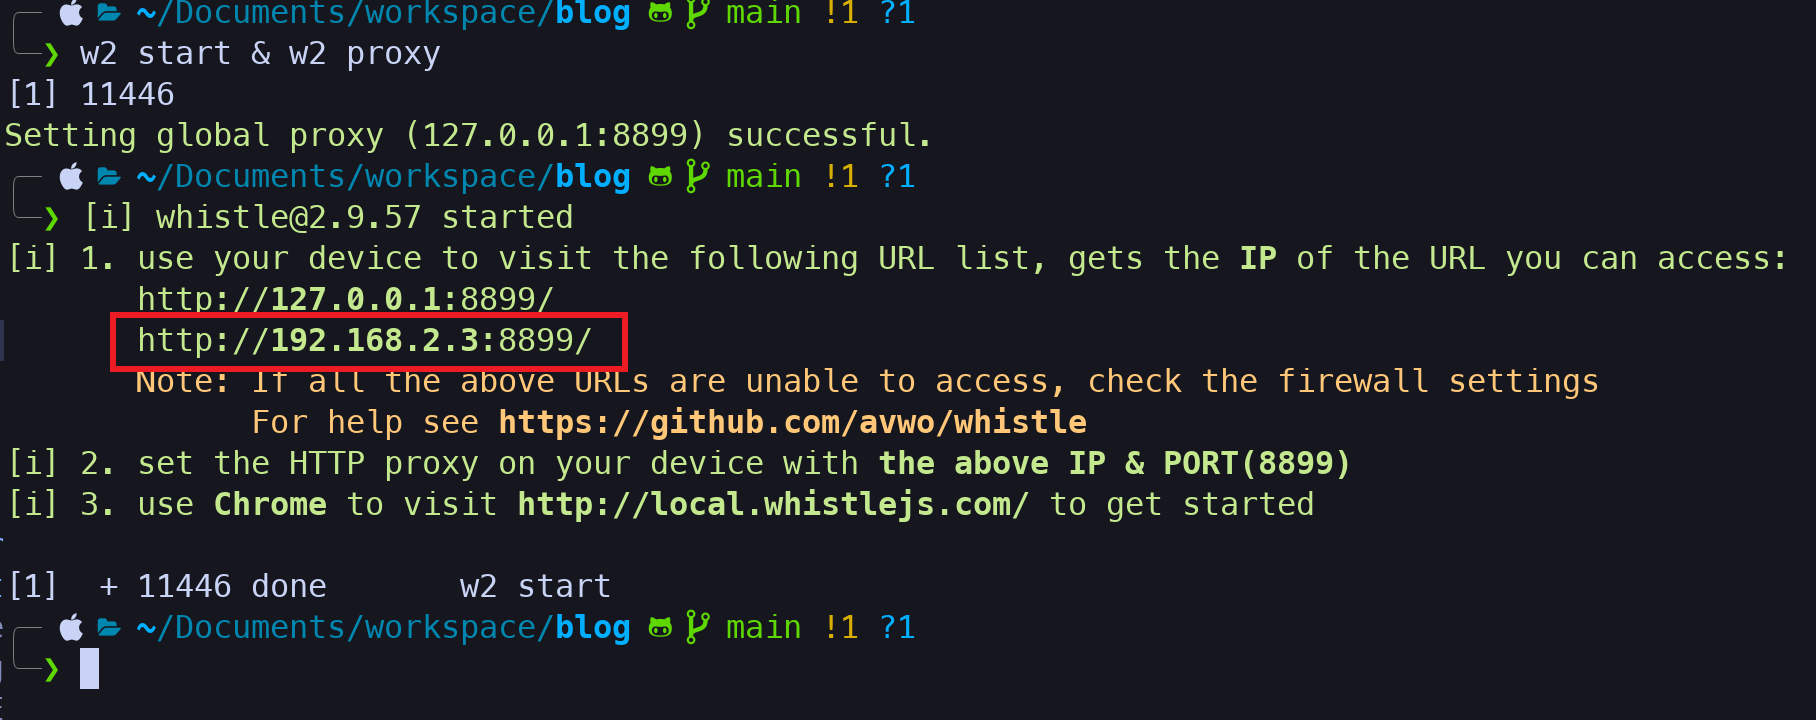 ~/Documents/workspace/blog main !1 ?1
❯ w2 start & w2 proxy
[1] 11446
Setting global proxy (127.0.0.1:8899) successful.
~/Documents/workspace/blog main !1 ?1
❯ [i] whistle@2.9.57 started
[i] 1. use your device to visit the following URL list, gets the IP of the URL you can access:
http://127.0.0.1:8899/
http://192.168.2.3:8899/
Note: If all the above URLs are unable to access, check the firewall settings
For help see https://github.com/avwo/whistle
[i] 2. set the HTTP proxy on your device with the above IP & PORT(8899)
[i] 3. use Chrome to visit http://local.whistlejs.com/ to get started
[1]  + 11446 done       w2 start
~/Documents/workspace/blog main !1 ?1
❯